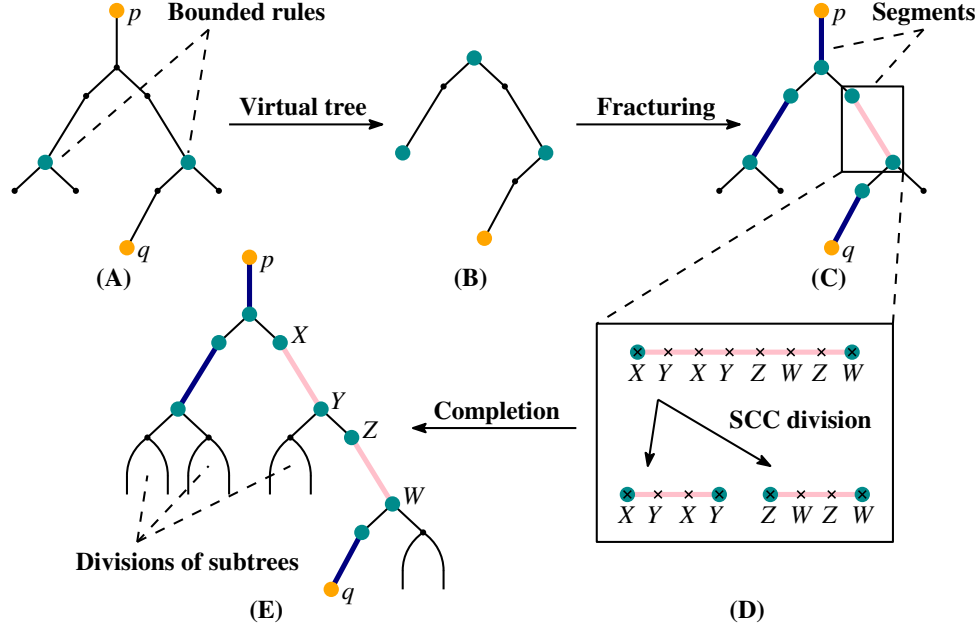 p
Bounded rules
q
(A)
Virtual tree
(B)
Fracturing
p
Segments
q
(C)
X Y X Y Z W Z W
SCC division
X Y X Y
Z W Z W
(D)
Completion
p
X
Y
Z
W
Divisions of subtrees
q
(E)